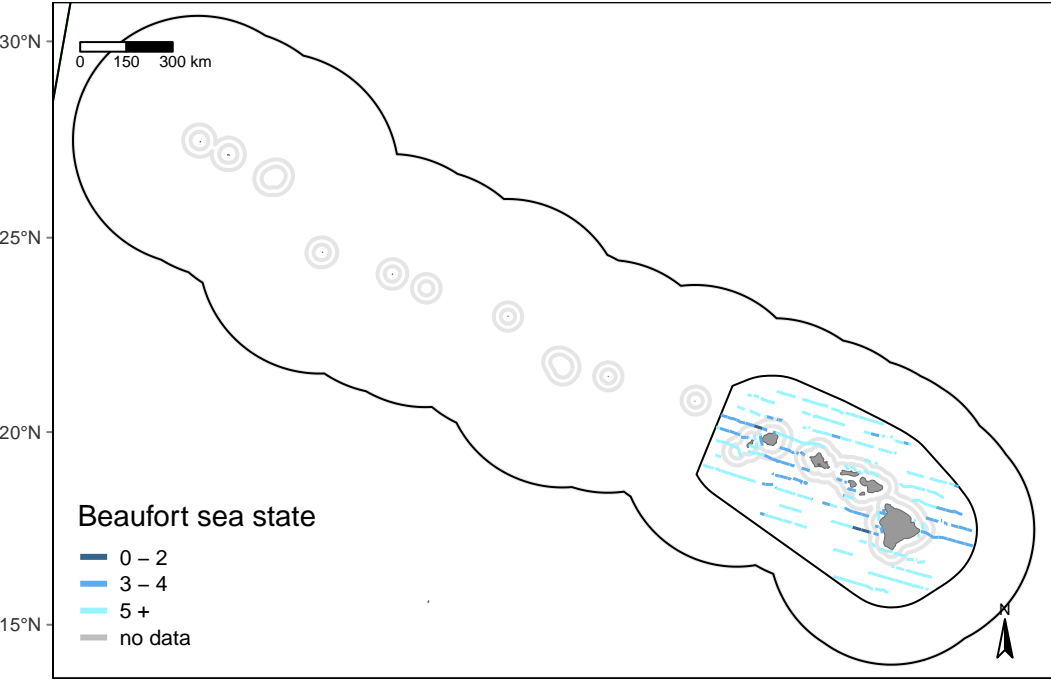 30°N
0 150 300 km
25°N
20°N
Beaufort sea state
0 – 2
3 – 4
5 +
no data
15°N
N